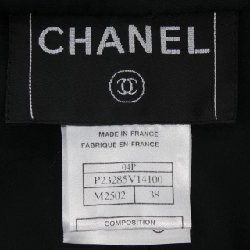 CHANEL
MADE IN FRANCE
FABRIQUE EN FRANCE
04P
P23285V14100
M2502 38
COMPOSITION